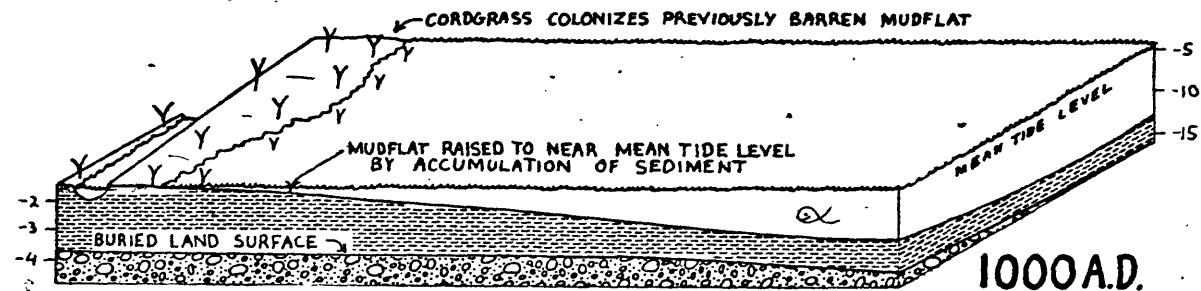 CORDGRASS COLONIZES PREVIOUSLY BARREN MUDFLAT
-5
-10
-15
MEAN TIDE LEVEL
MUDFLAT RAISED TO NEAR MEAN TIDE LEVEL
BY ACCUMULATION OF SEDIMENT
-2
-3
-4
BURIED LAND SURFACE
1000 A.D.